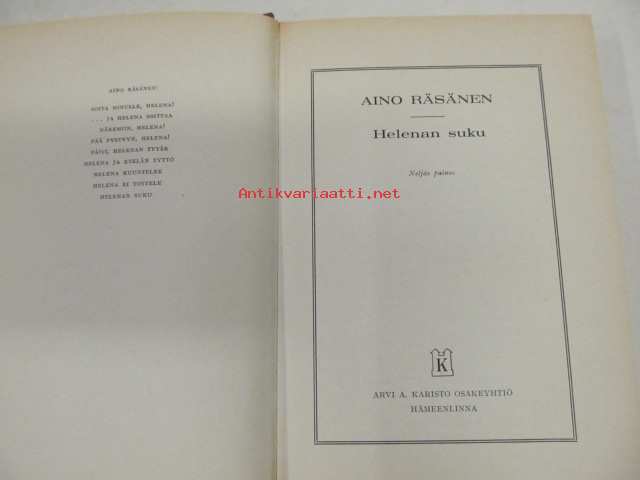 AINO RÄSÄNEN:
SOITA MINULLE, HELENA!
. . . JA HELENA SOITTAA
NÄKEMIIN, HELENA!
PÄÄ PYSTYYN, HELENA!
PÄIVI, HELENAN TYTÄR
HELENA JA KYKLÄN TYTTÖ
HELENA KUUNTELEE
HELENA EI TOTTELE
HELENAN SUKU
AINO RÄSÄNEN
Helenan suku
Neljäs painos
Antikvariaatti.net
K
ARVI A. KARISTO OSAKEYHTIÖ
HÄMEENLINNA